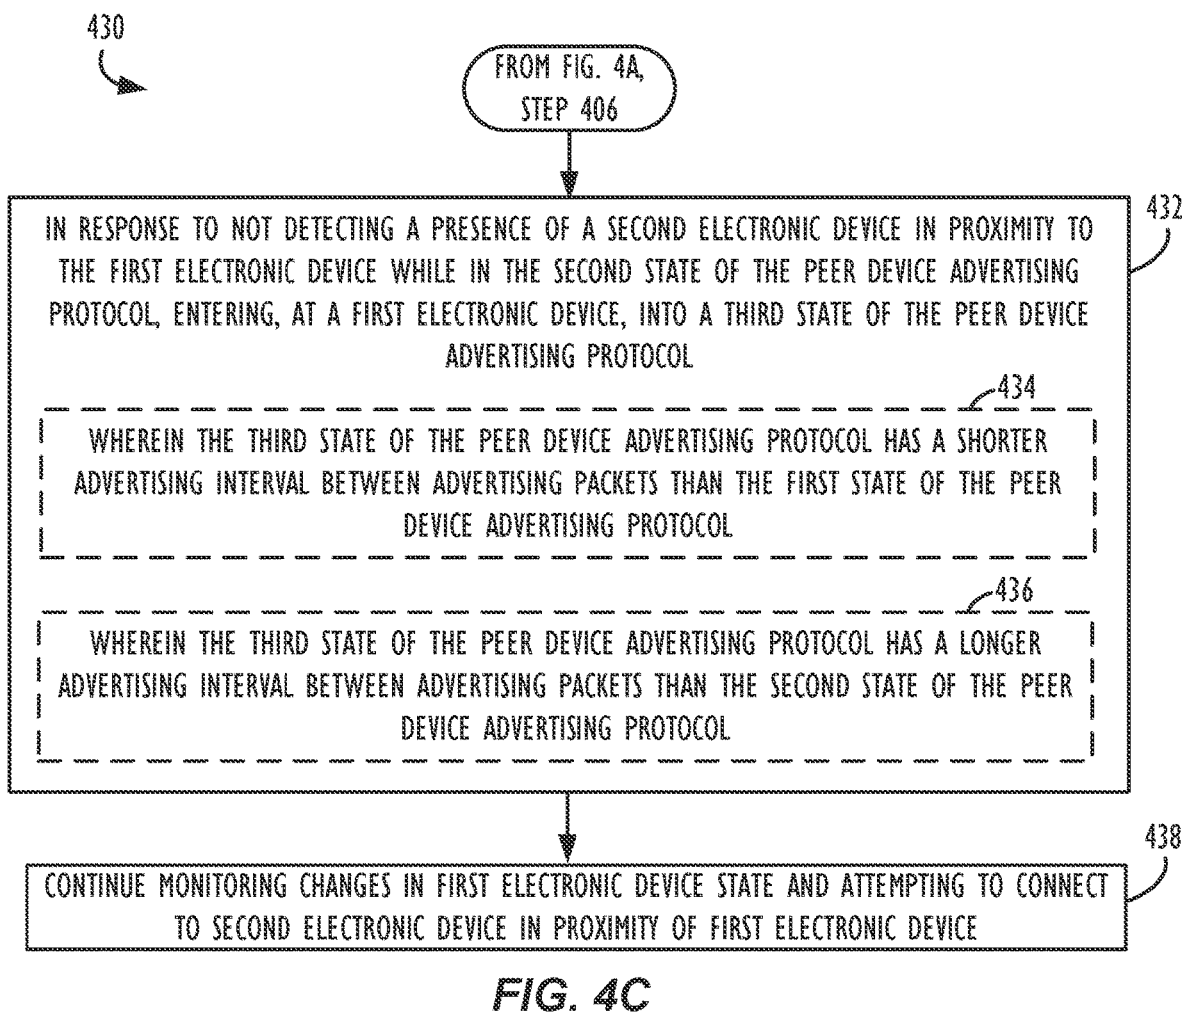 430
FROM FIG. 4A,
STEP 406
432
IN RESPONSE TO NOT DETECTING A PRESENCE OF A SECOND ELECTRONIC DEVICE IN PROXIMITY TO
THE FIRST ELECTRONIC DEVICE WHILE IN THE SECOND STATE OF THE PEER DEVICE ADVERTISING
PROTOCOL, ENTERING, AT A FIRST ELECTRONIC DEVICE, INTO A THIRD STATE OF THE PEER DEVICE
ADVERTISING PROTOCOL
434
WHEREIN THE THIRD STATE OF THE PEER DEVICE ADVERTISING PROTOCOL HAS A SHORTER
ADVERTISING INTERVAL BETWEEN ADVERTISING PACKETS THAN THE FIRST STATE OF THE PEER
DEVICE ADVERTISING PROTOCOL
436
WHEREIN THE THIRD STATE OF THE PEER DEVICE ADVERTISING PROTOCOL HAS A LONGER
ADVERTISING INTERVAL BETWEEN ADVERTISING PACKETS THAN THE SECOND STATE OF THE PEER
DEVICE ADVERTISING PROTOCOL
438
CONTINUE MONITORING CHANGES IN FIRST ELECTRONIC DEVICE STATE AND ATTEMPTING TO CONNECT
TO SECOND ELECTRONIC DEVICE IN PROXIMITY OF FIRST ELECTRONIC DEVICE
FIG. 4C